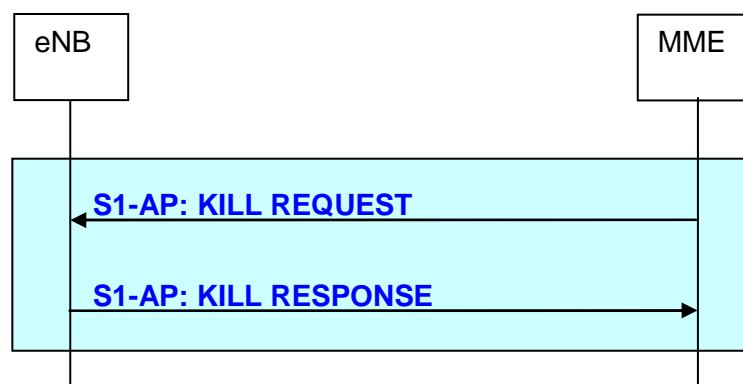 eNB
MME
S1-AP: KILL REQUEST
S1-AP: KILL RESPONSE